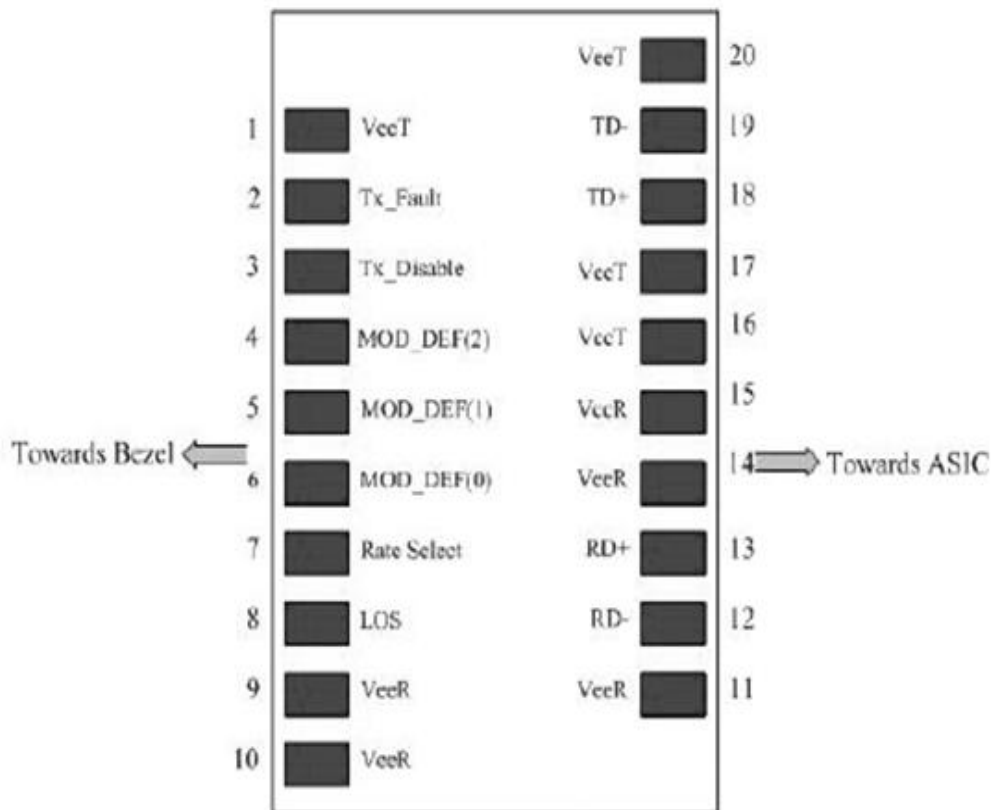 VeeT 20
1 VeeT TD- 19
2 Tx_Fault TD+ 18
3 Tx_Disable VeeT 17
4 MOD_DEF(2) VccT 16
5 MOD_DEF(1) VccR 15
Towards Bezel
6 MOD_DEF(0) VeeR 14
Towards ASIC
7 Rate Select RD+ 13
8 LOS RD- 12
9 VeeR VeeR 11
10 VeeR